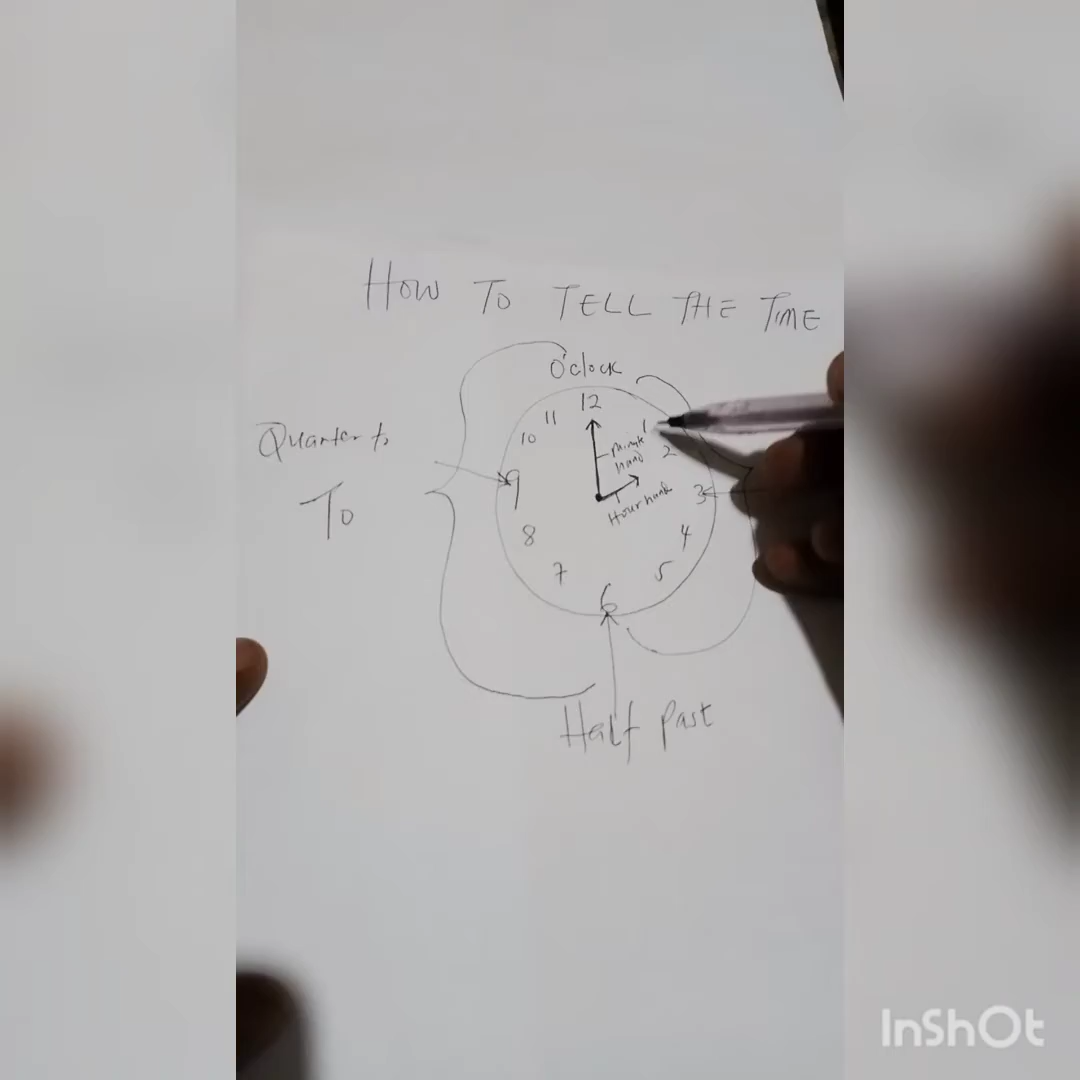 HOW TO TELL THE TIME
O'clock
12
11
1
10
2
Quarter to
Minute
hand
9
3
Hour hand
To
8
4
7
5
6
Half Past
InShOt